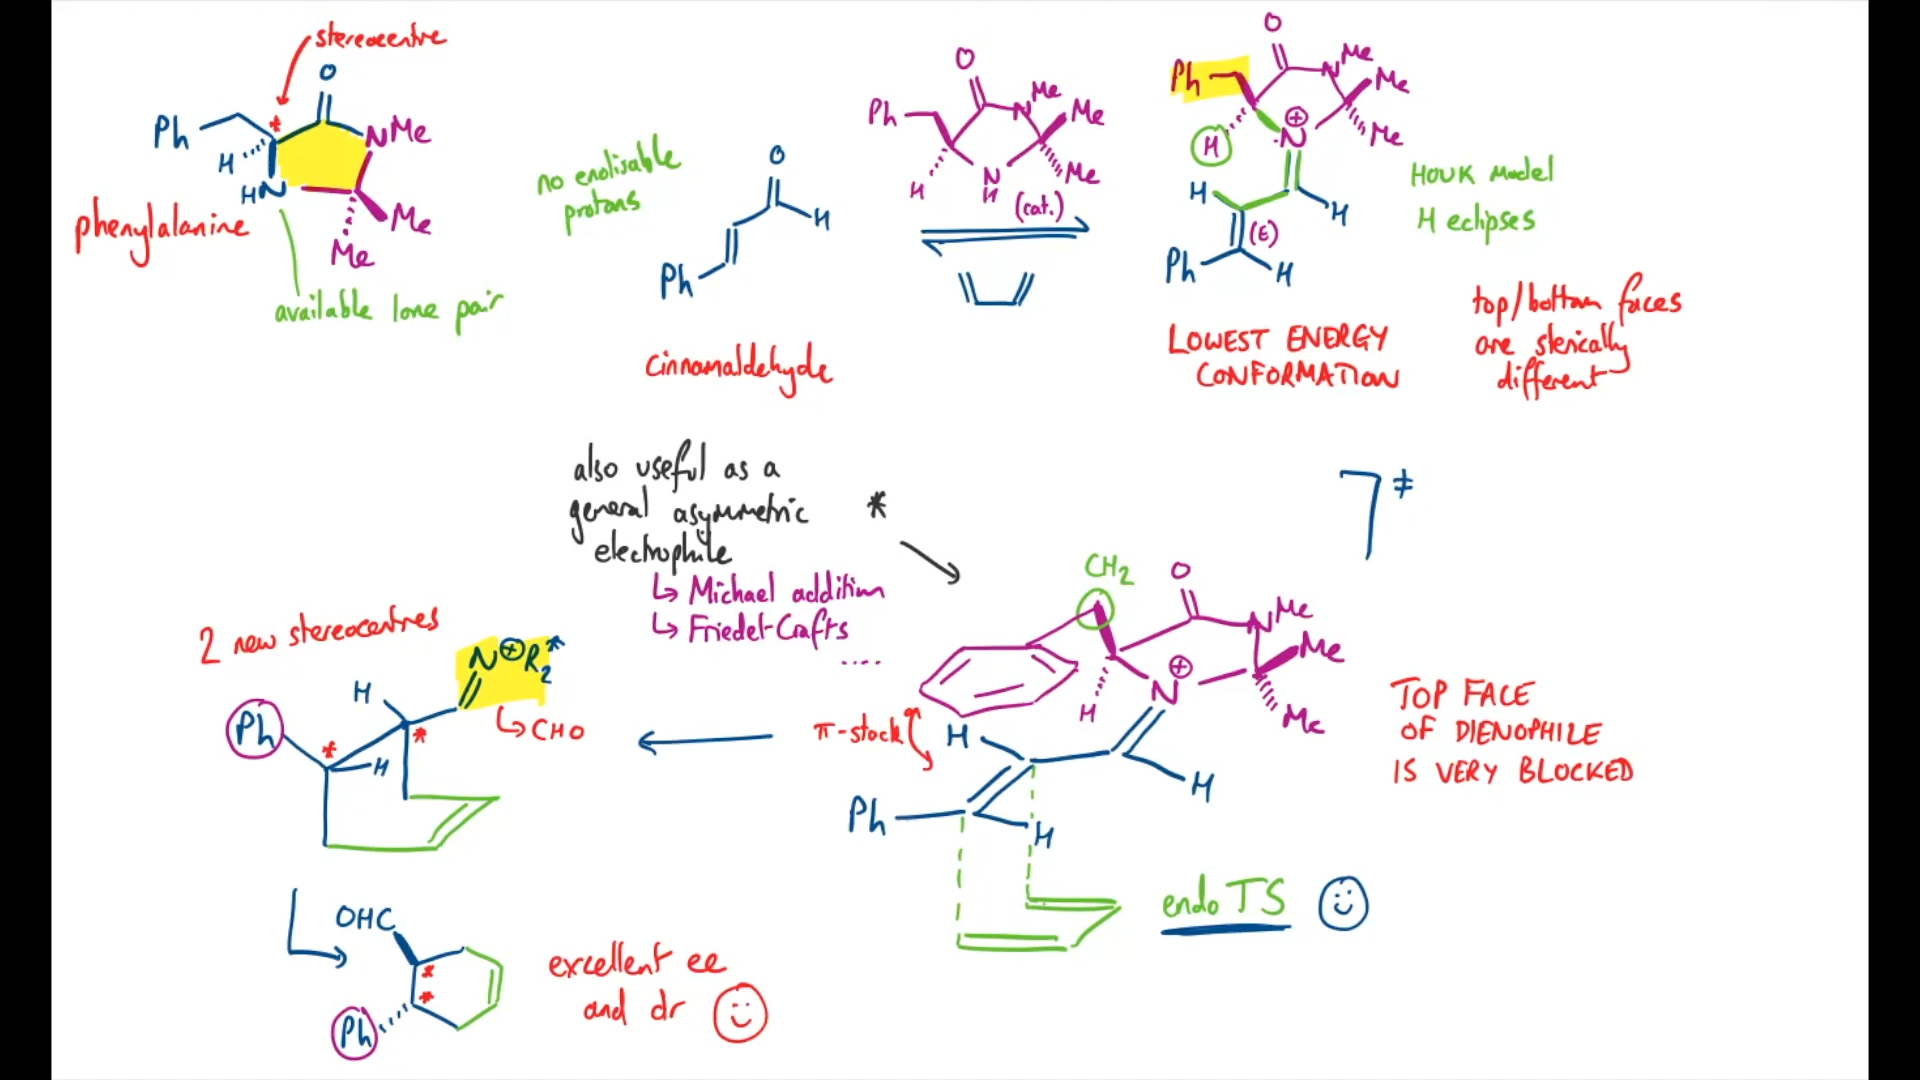 stereocentre
O
Ph
*
NMe
H
HN
Me
Me
phenylalanine
available lone pair
no enolisable
protons
O
H
Ph
cinnamaldehyde
O
Ph
Me
N
Me
H
N
H
Me
(cat.)
O
Ph
Me
N
Me
H
⊕
N
Me
H
H
(E)
Ph
H
HOUK Model
H eclipses
LOWEST ENERGY
CONFORMATION
top/bottom faces
are sterically
different
also useful as a
general asymmetric *
electrophile
↳ Michael addition
↳ Friedel-Crafts
....
2 new stereocentres
N⊕R2*
H
Ph
↳ CHO
*
*
H
OHC
*
*
Ph
excellent ee
and dr
‡
CH2
O
N Me
Me
⊕
N
H
Me
π-stack
H
H
Ph
H
TOP FACE
OF DIENOPHILE
IS VERY BLOCKED
endo TS